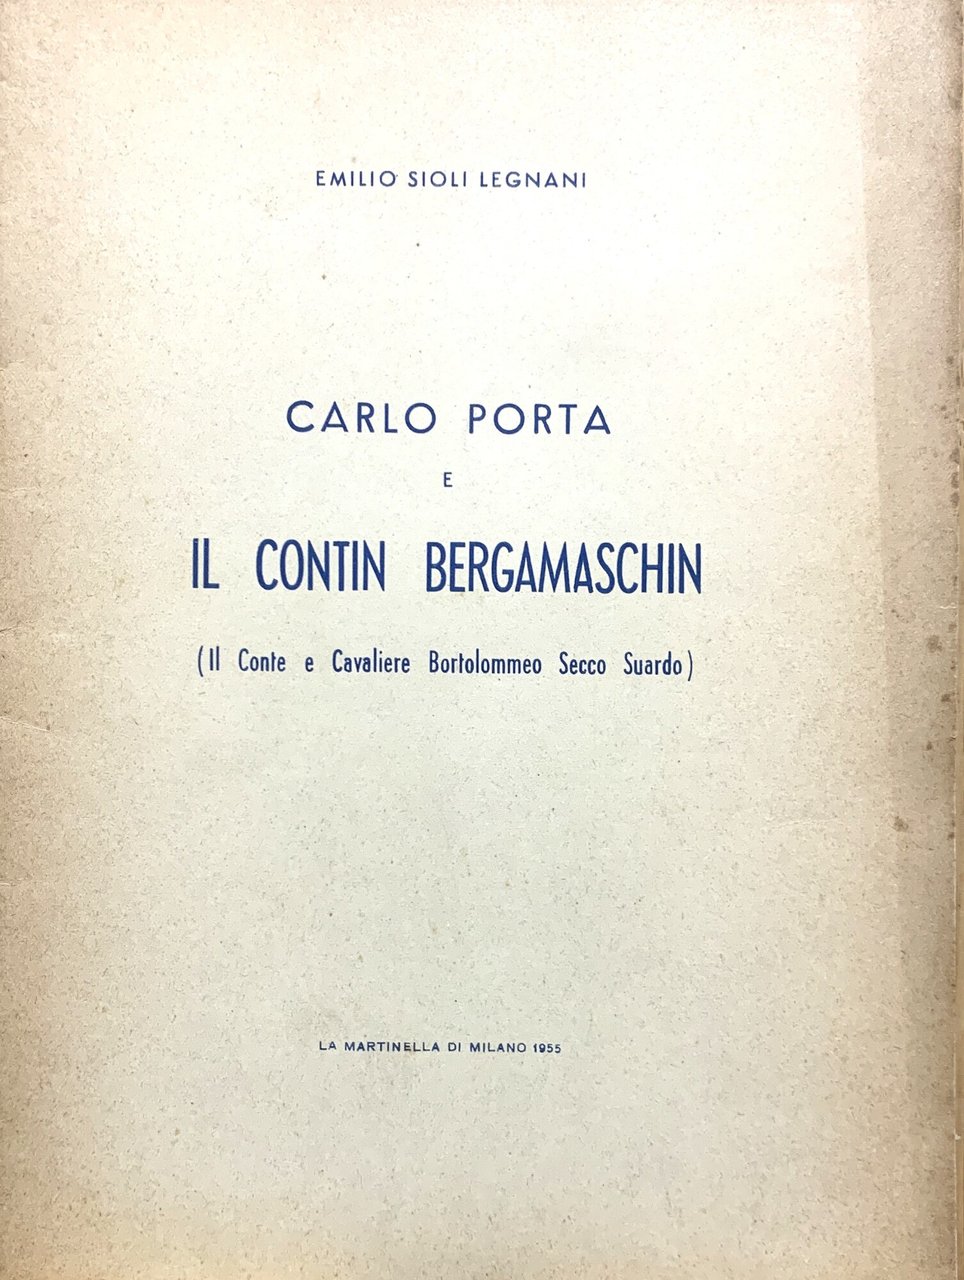 EMILIO SIOLI LEGNANI
CARLO PORTA
E
IL CONTIN BERGAMASCHIN
(Il Conte e Cavaliere Bortolommeo Secco Suardo)
LA MARTINELLA DI MILANO 1955